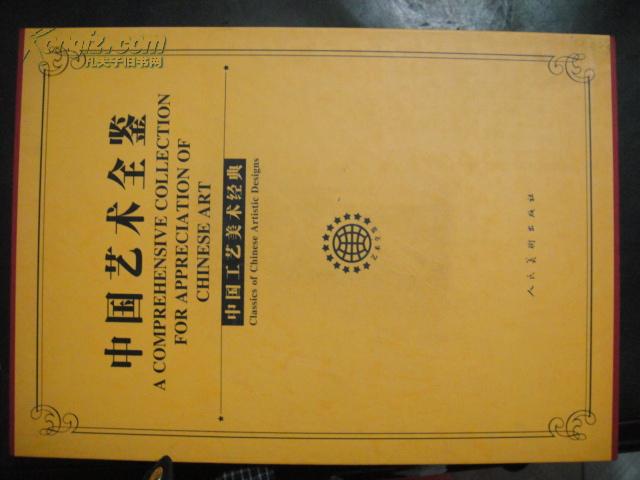 中国艺术全鉴
A COMPREHENSIVE COLLECTION
FOR APPRECIATION OF
CHINESE ART
中国工艺美术经典
Classics of Chinese Artistic Designs
人民美術出版社
Kongfz.com
孔夫子旧书网